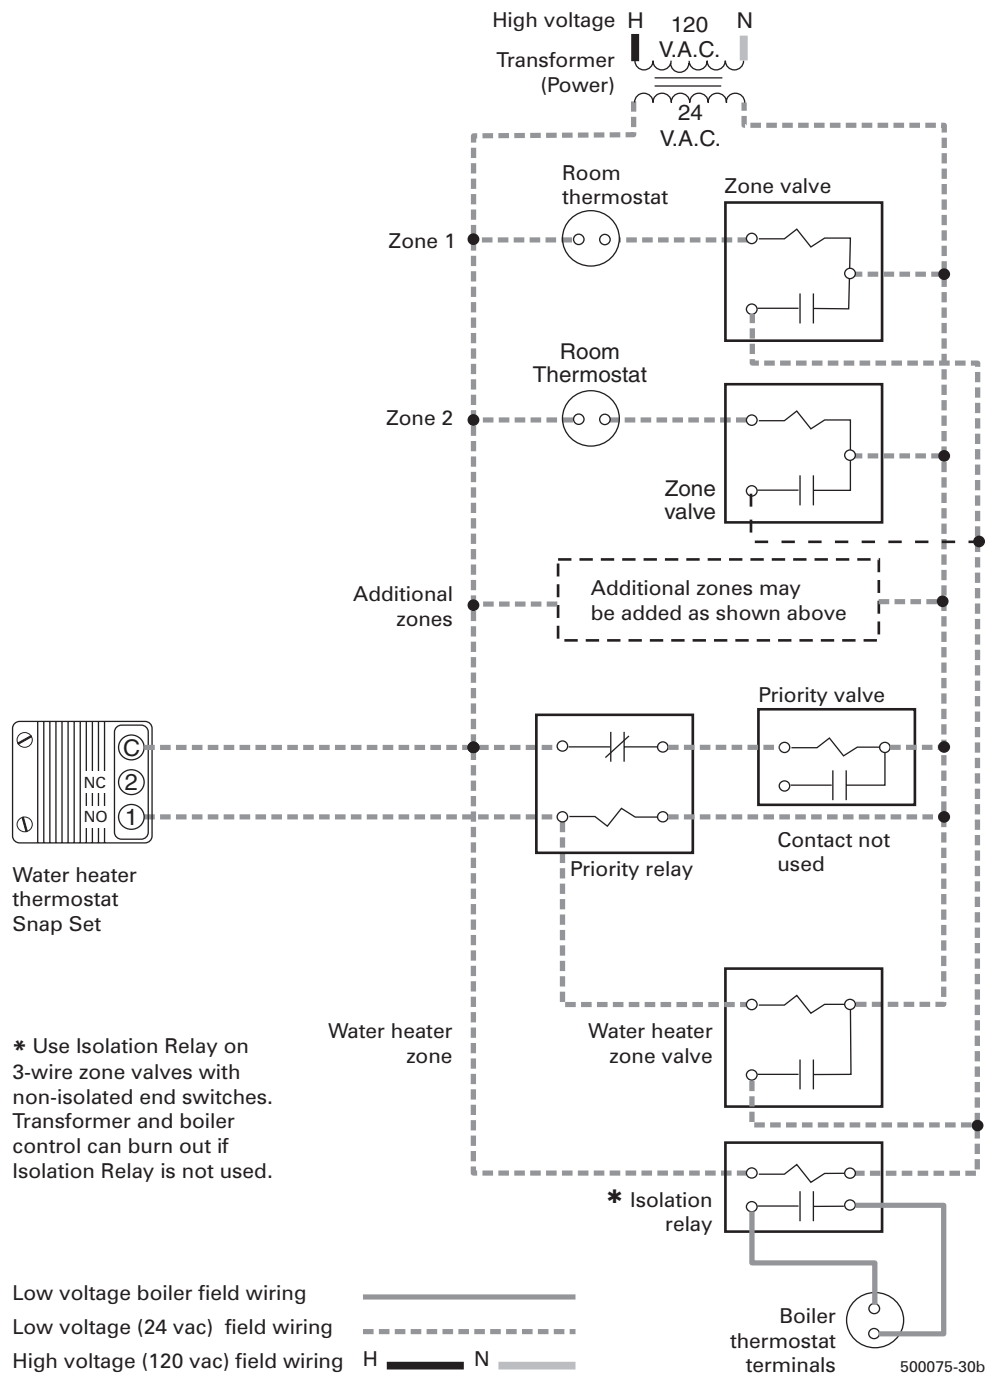 High voltage H 120 N
V.A.C.
Transformer
(Power)
24
V.A.C.
Room
thermostat
Zone valve
Zone 1
Room
Thermostat
Zone 2
Zone
valve
Additional
zones
Additional zones may
be added as shown above
Priority valve
C
NC 2
NO 1
Contact not
used
Priority relay
Water heater
thermostat
Snap Set
Water heater
zone
Water heater
zone valve
* Use Isolation Relay on
3-wire zone valves with
non-isolated end switches.
Transformer and boiler
control can burn out if
Isolation Relay is not used.
* Isolation
relay
Low voltage boiler field wiring
Low voltage (24 vac) field wiring
High voltage (120 vac) field wiring H N
Boiler
thermostat
terminals
500075-30b